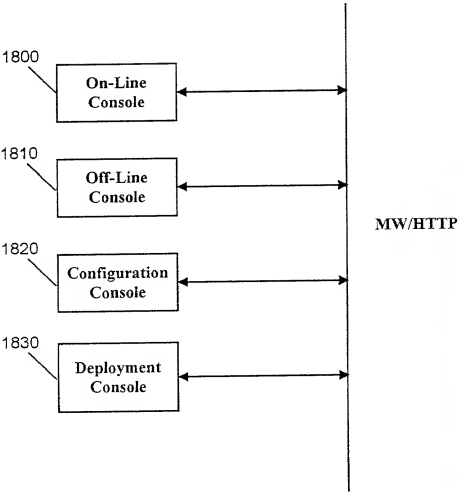 1800
On-Line
Console
1810
Off-Line
Console
MW/HTTP
1820
Configuration
Console
1830
Deployment
Console